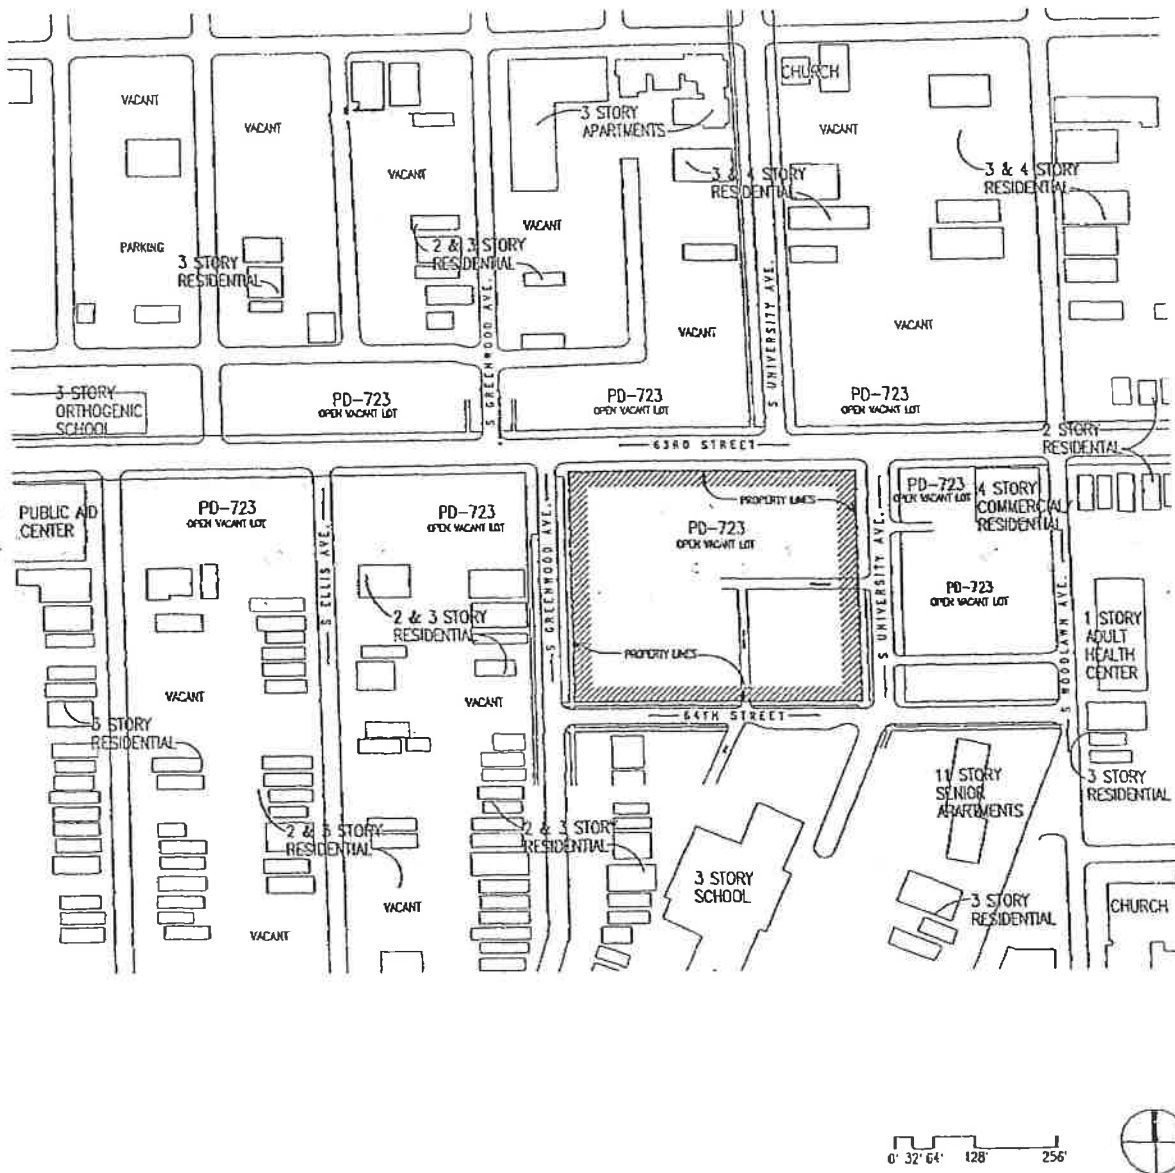 CHURCH
VACANT
VACANT
3 STORY
APARTMENTS
VACANT
VACANT
3 & 4 STORY
RESIDENTIAL
3 & 4 STORY
RESIDENTIAL
VACANT
PARKING
3 STORY
RESIDENTIAL
2 & 3 STORY
RESIDENTIAL
S GREENWOOD AVE.
S UNIVERSITY AVE.
VACANT
VACANT
3 STORY
ORTHOGENIC
SCHOOL
PD-723
OPEN VACANT LOT
PD-723
OPEN VACANT LOT
PD-723
OPEN VACANT LOT
2 STORY
RESIDENTIAL
63RD STREET
PUBLIC AID
CENTER
PD-723
OPEN VACANT LOT
S ELLIS AVE.
PD-723
OPEN VACANT LOT
S GREENWOOD AVE.
PROPERTY LINES
PD-723
OPEN VACANT LOT
S UNIVERSITY AVE.
PD-723
OPEN VACANT LOT
4 STORY
COMMERCIAL/
RESIDENTIAL
PD-723
OPEN VACANT LOT
S WOODLAWN AVE.
1 STORY
ADULT
HEALTH
CENTER
2 & 3 STORY
RESIDENTIAL
PROPERTY LINES
VACANT
VACANT
64TH STREET
3 STORY
RESIDENTIAL
11 STORY
SENIOR
APARTMENTS
3 STORY
RESIDENTIAL
2 & 3 STORY
RESIDENTIAL
2 & 3 STORY
RESIDENTIAL
3 STORY
SCHOOL
3 STORY
RESIDENTIAL
CHURCH
VACANT
VACANT
0' 32' 64' 128' 256'